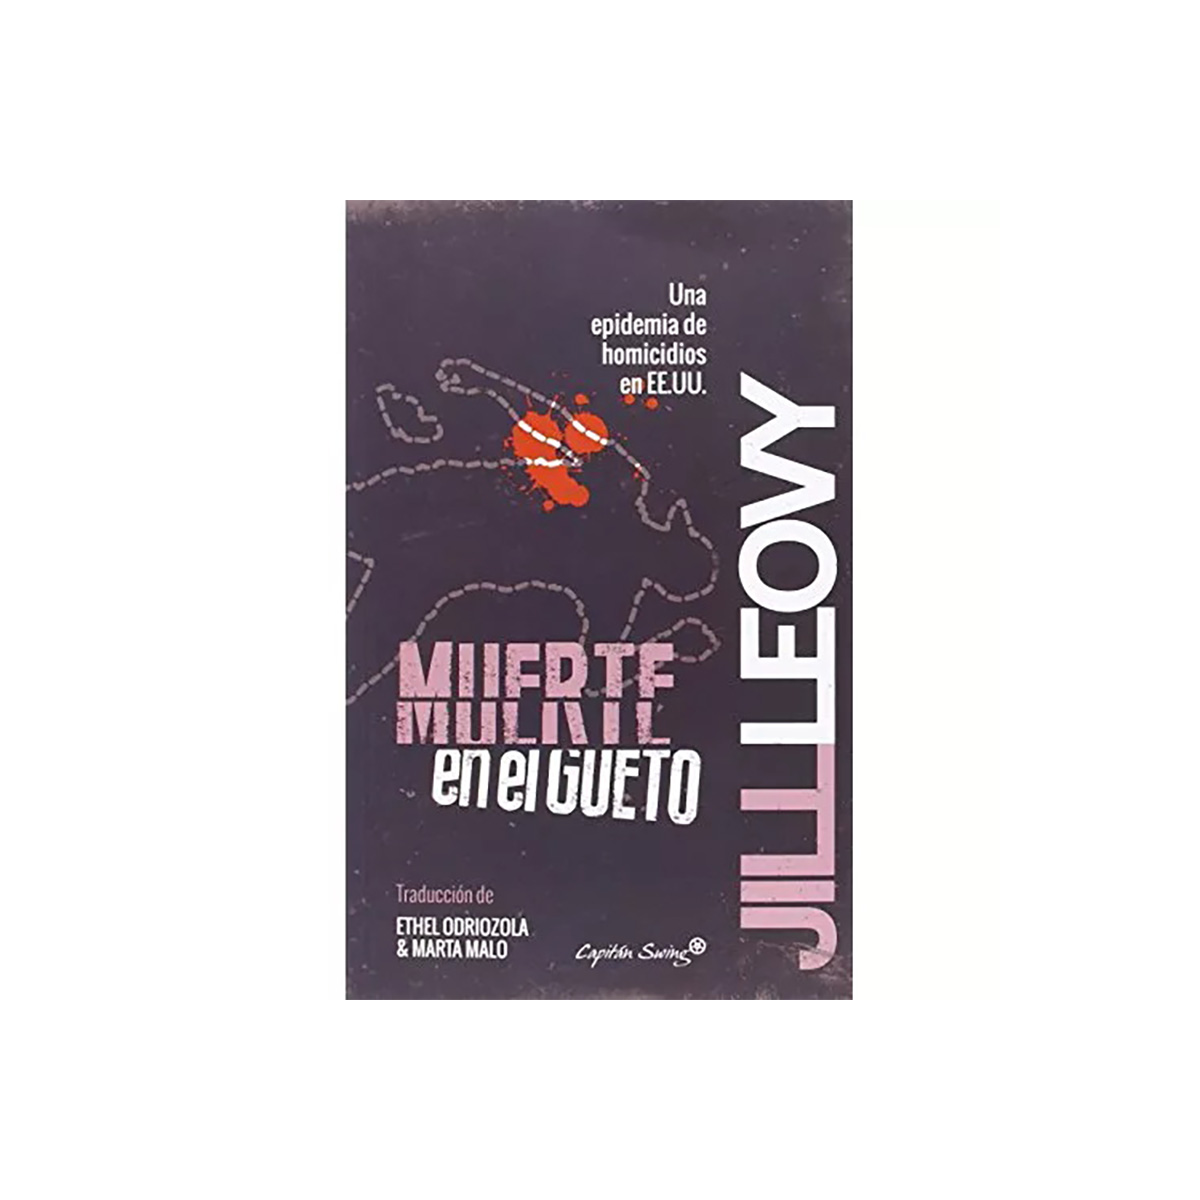 Una
epidemia de
homicidios
en EE.UU.
JILL LEOVY
MUERTE
en el GUETO
Traducción de
ETHEL ODRIOZOLA
& MARTA MALO
Capitán Swing